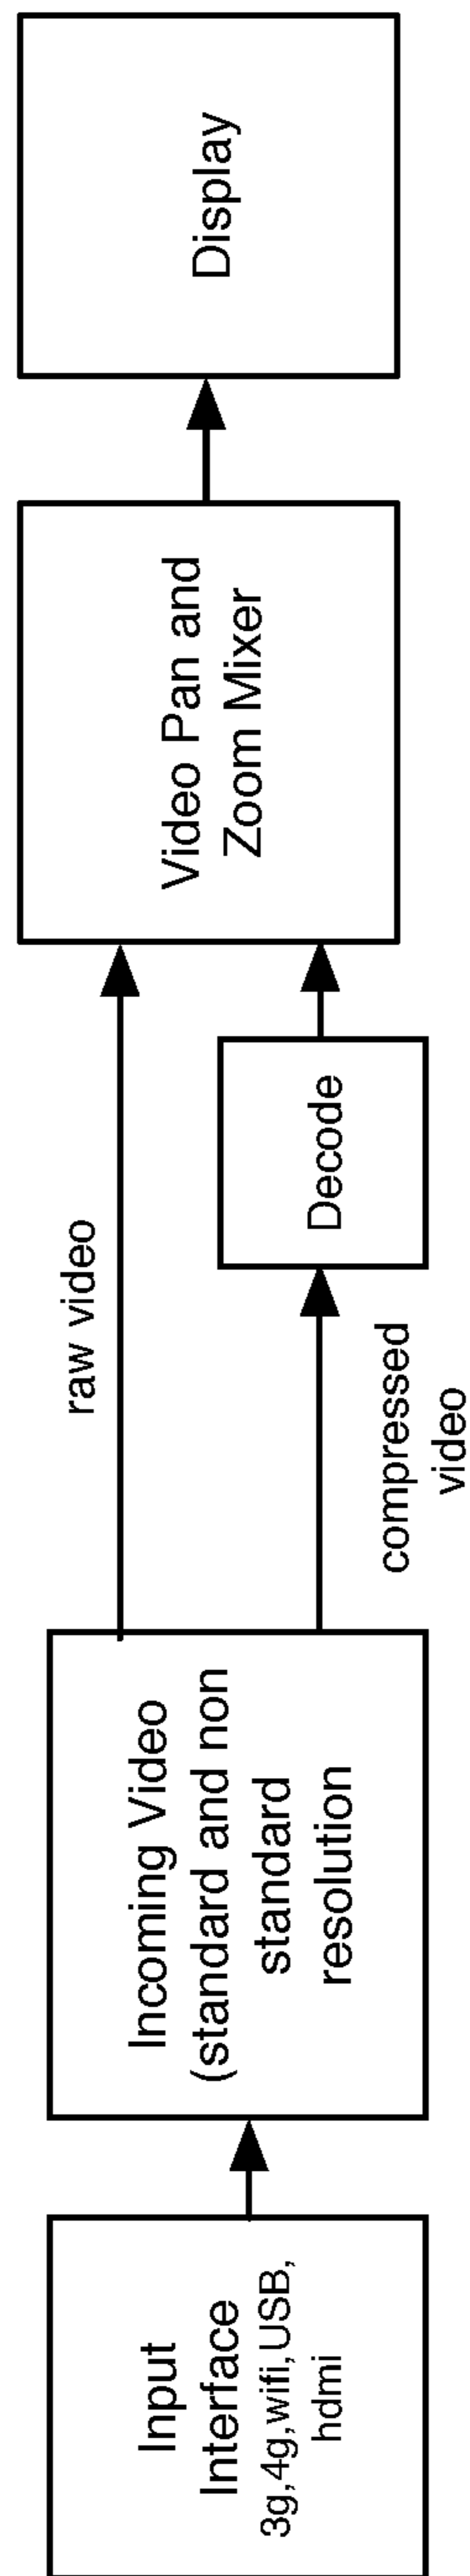 Input
Interface
3g,4g,wifi,USB,
hdmi
Incoming Video
(standard and non
standard
resolution
raw video
compressed
video
Decode
Video Pan and
Zoom Mixer
Display